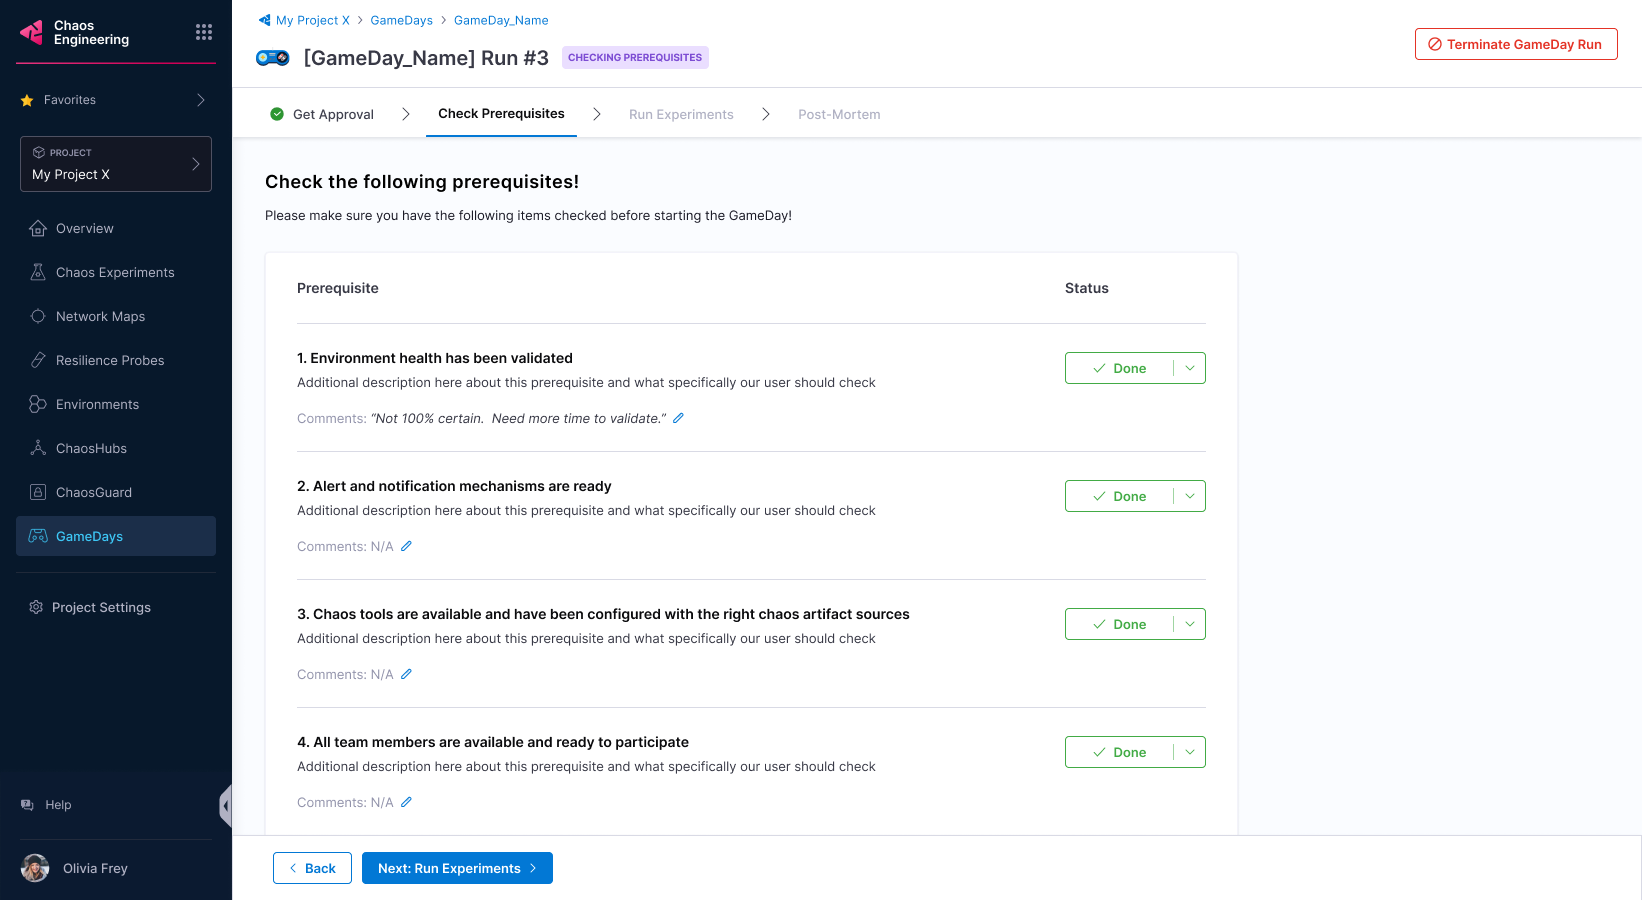 Chaos
Engineering
Favorites
PROJECT
My Project X
Overview
Chaos Experiments
Network Maps
Resilience Probes
Environments
ChaosHubs
ChaosGuard
GameDays
Project Settings
Help
Olivia Frey
My Project X > GameDays > GameDay_Name
[GameDay_Name] Run #3 CHECKING PREREQUISITES
Terminate GameDay Run
Get Approval Check Prerequisites Run Experiments Post-Mortem
Check the following prerequisites!
Please make sure you have the following items checked before starting the GameDay!
Prerequisite Status
1. Environment health has been validated
Done
Additional description here about this prerequisite and what specifically our user should check
Comments: “Not 100% certain. Need more time to validate.”
2. Alert and notification mechanisms are ready
Done
Additional description here about this prerequisite and what specifically our user should check
Comments: N/A
3. Chaos tools are available and have been configured with the right chaos artifact sources
Done
Additional description here about this prerequisite and what specifically our user should check
Comments: N/A
4. All team members are available and ready to participate
Done
Additional description here about this prerequisite and what specifically our user should check
Comments: N/A
Back Next: Run Experiments